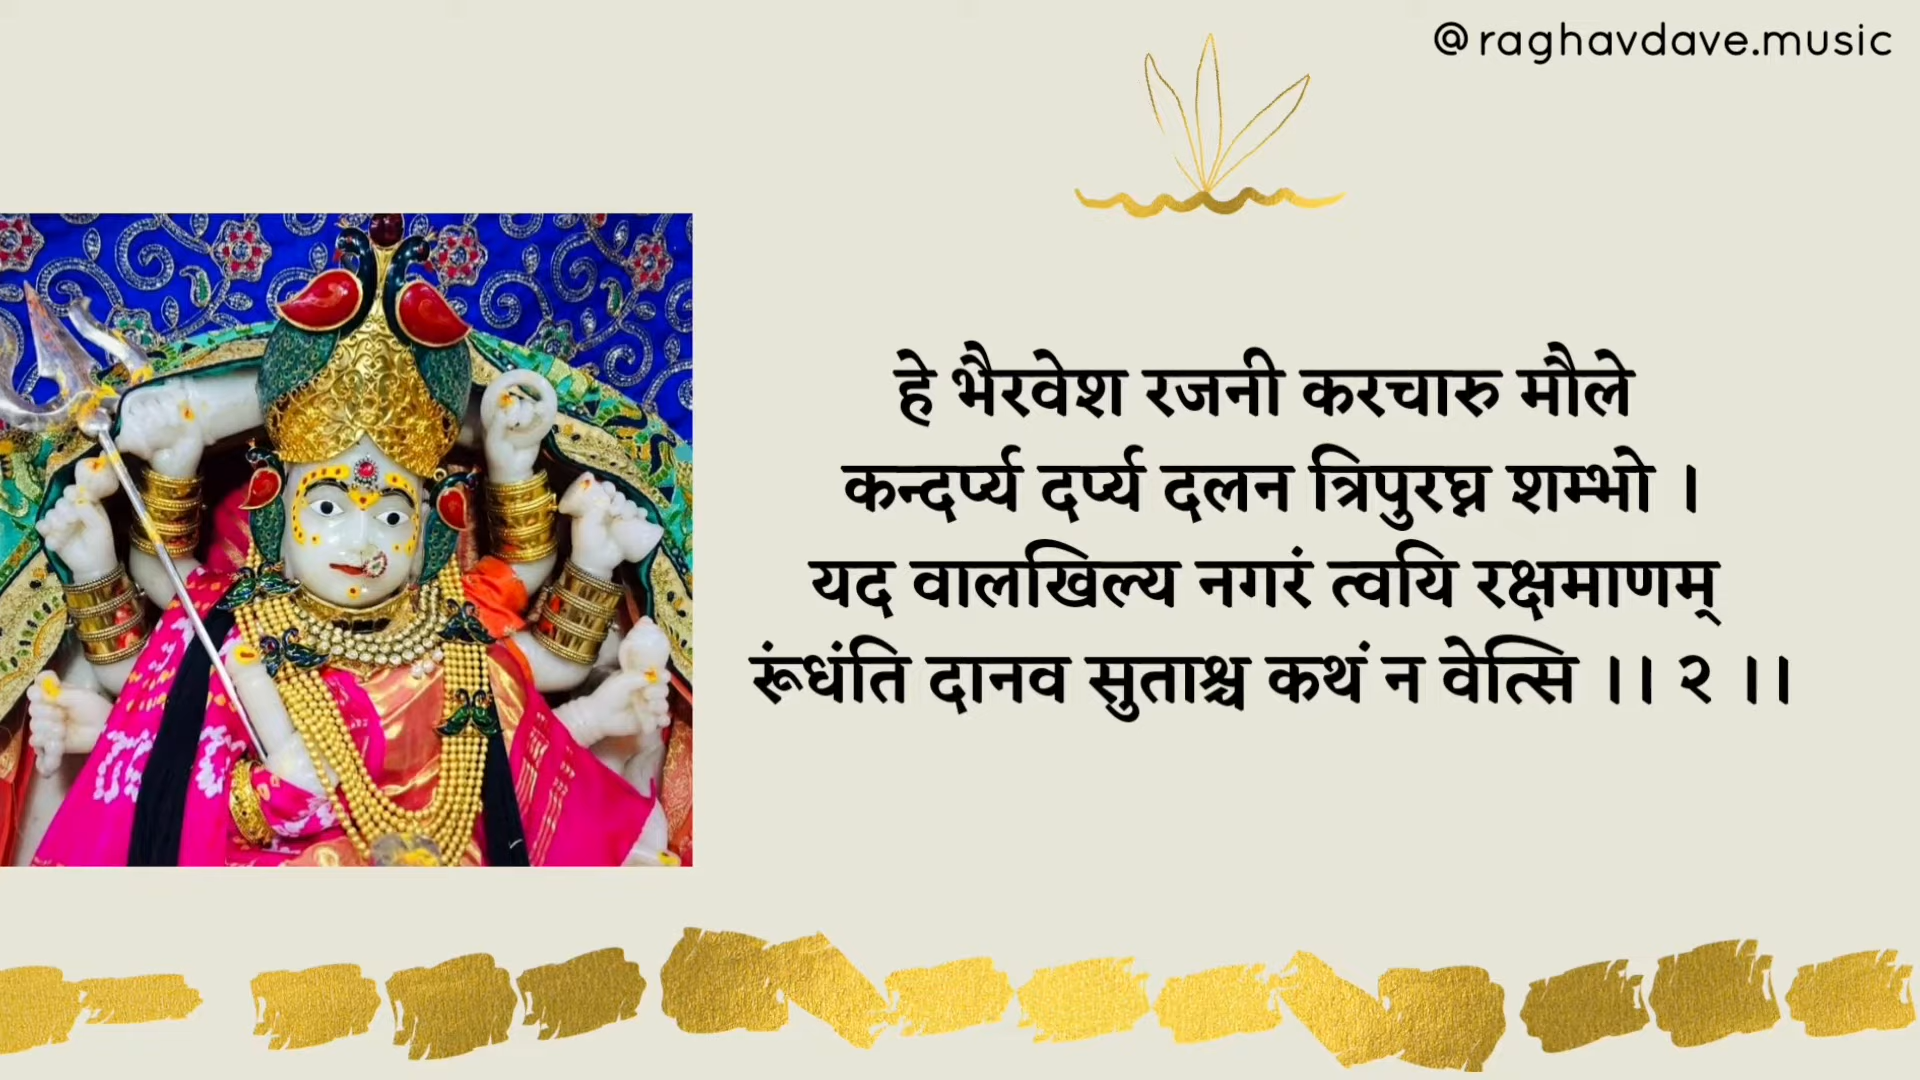 @raghavdave.music
हे भैरवेश रजनी करचारु मौले
कन्दर्प्य दर्प्य दलन त्रिपुरघ्न शम्भो ।
यद वालखिल्य नगरं त्वयि रक्षमाणम्
रूंधंति दानव सुताश्च कथं न वेत्सि ।। २ ।।